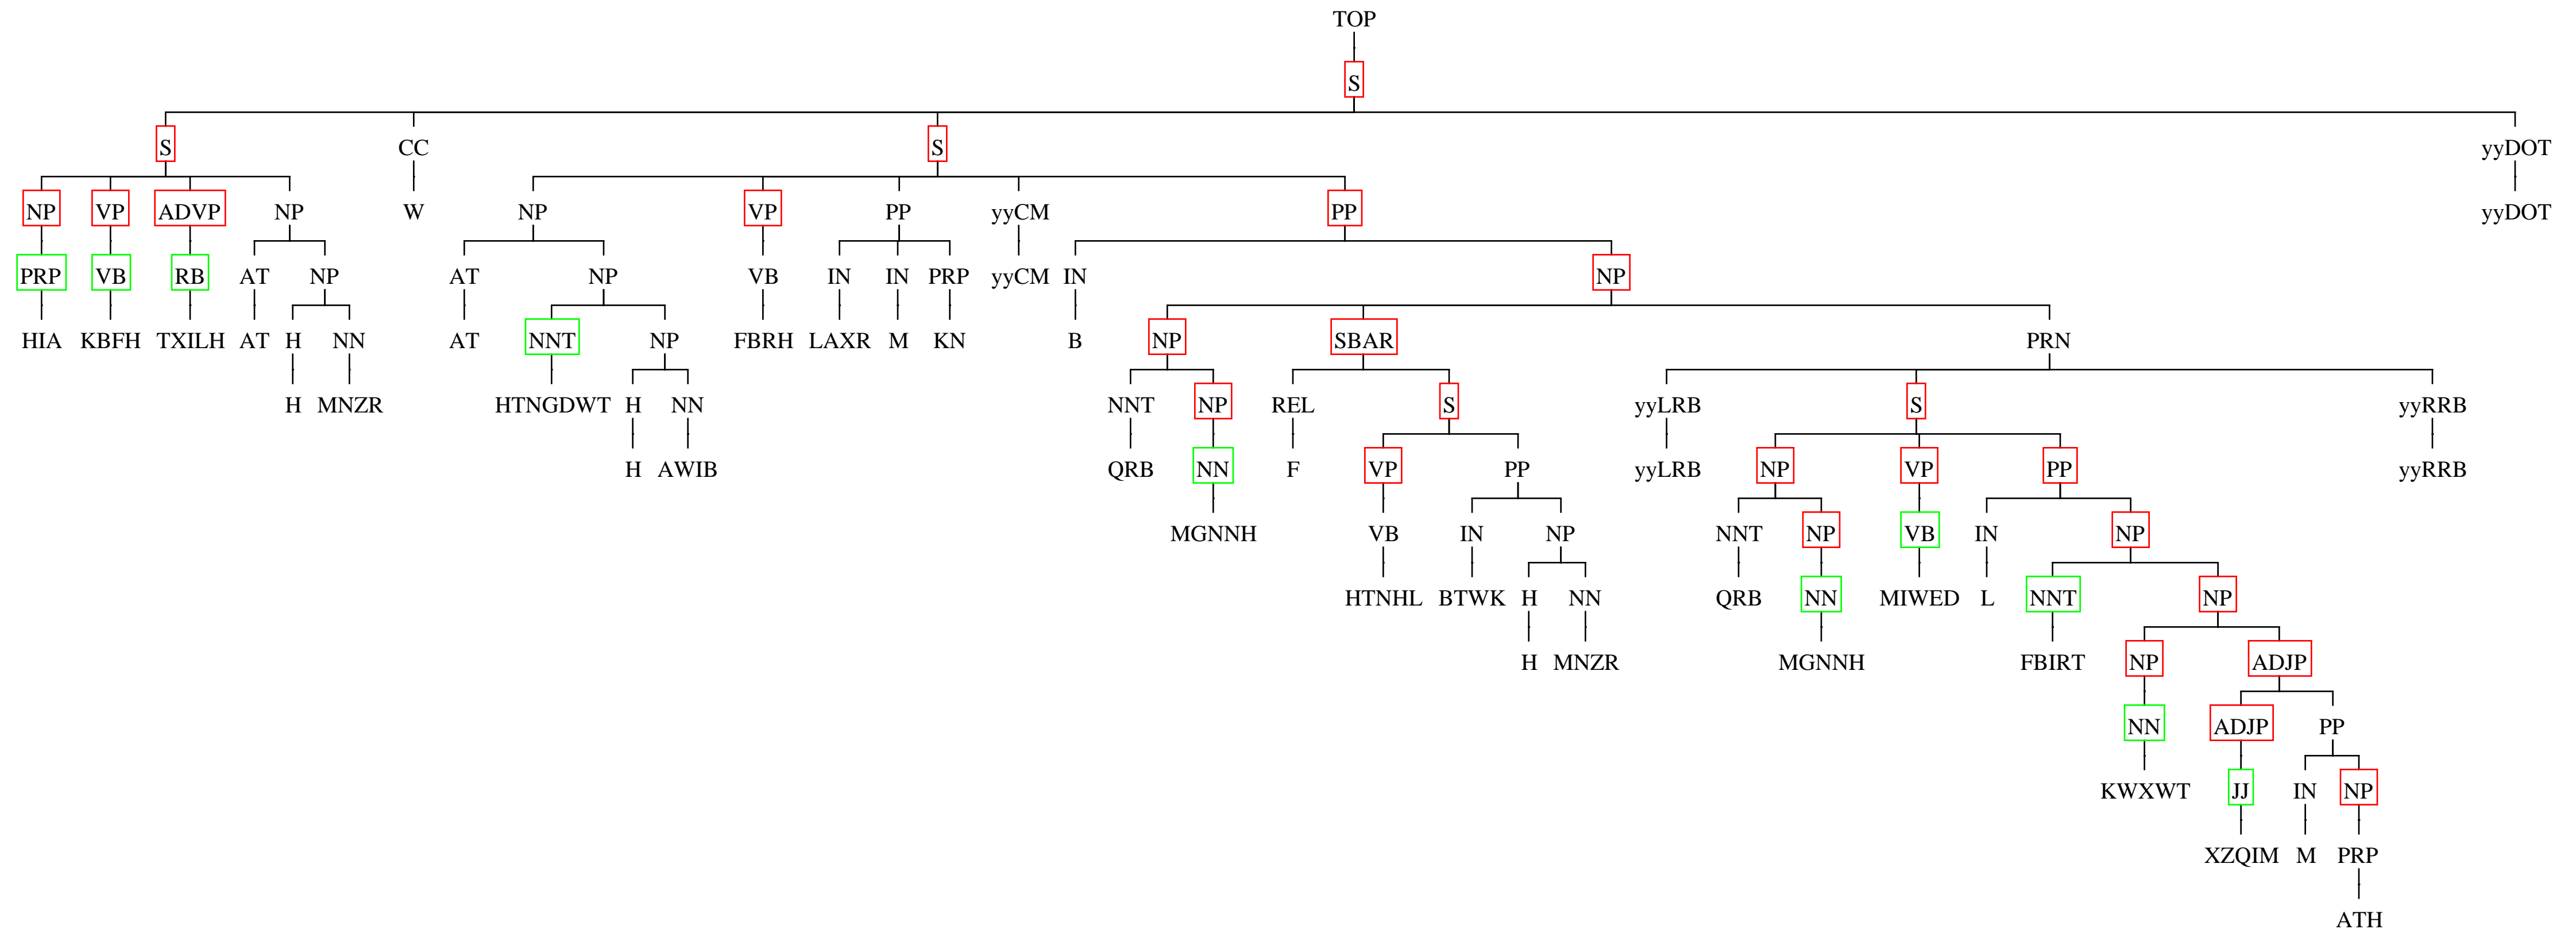 TOP
S
S CC S yyDOT
NP VP ADVP NP W NP VP PP yyCM PP yyDOT
PRP VB RB AT NP AT NP VB IN IN PRP yyCM IN NP
HIA KBFH TXILH AT H NN AT NNT NP FBRH LAXR M KN B NP SBAR PRN
H MNZR HTNGDWT H NN NNT NP REL S yyLRB S yyRRB
H AWIB QRB NN F VP PP yyLRB NP VP PP yyRRB
MGNNH VB IN NP NNT NP VB IN NP
HTNHL BTWK H NN QRB NN MIWED L NNT NP
H MNZR MGNNH FBIRT NP ADJP
NN ADJP PP
KWXWT JJ IN NP
XZQIM M PRP
ATH